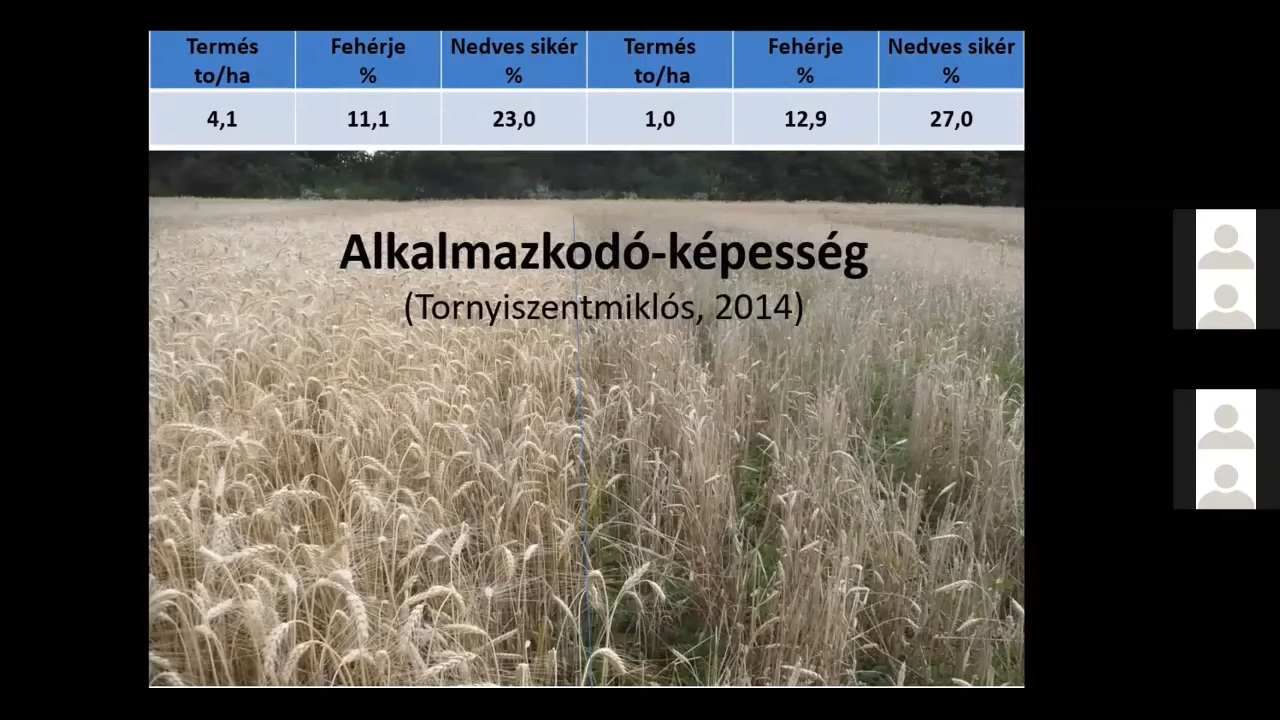 Termés to/ha Fehérje % Nedves sikér % Termés to/ha Fehérje % Nedves sikér %
4,1 11,1 23,0 1,0 12,9 27,0
Alkalmazkodó-képesség
(Tornyiszentmiklós, 2014)